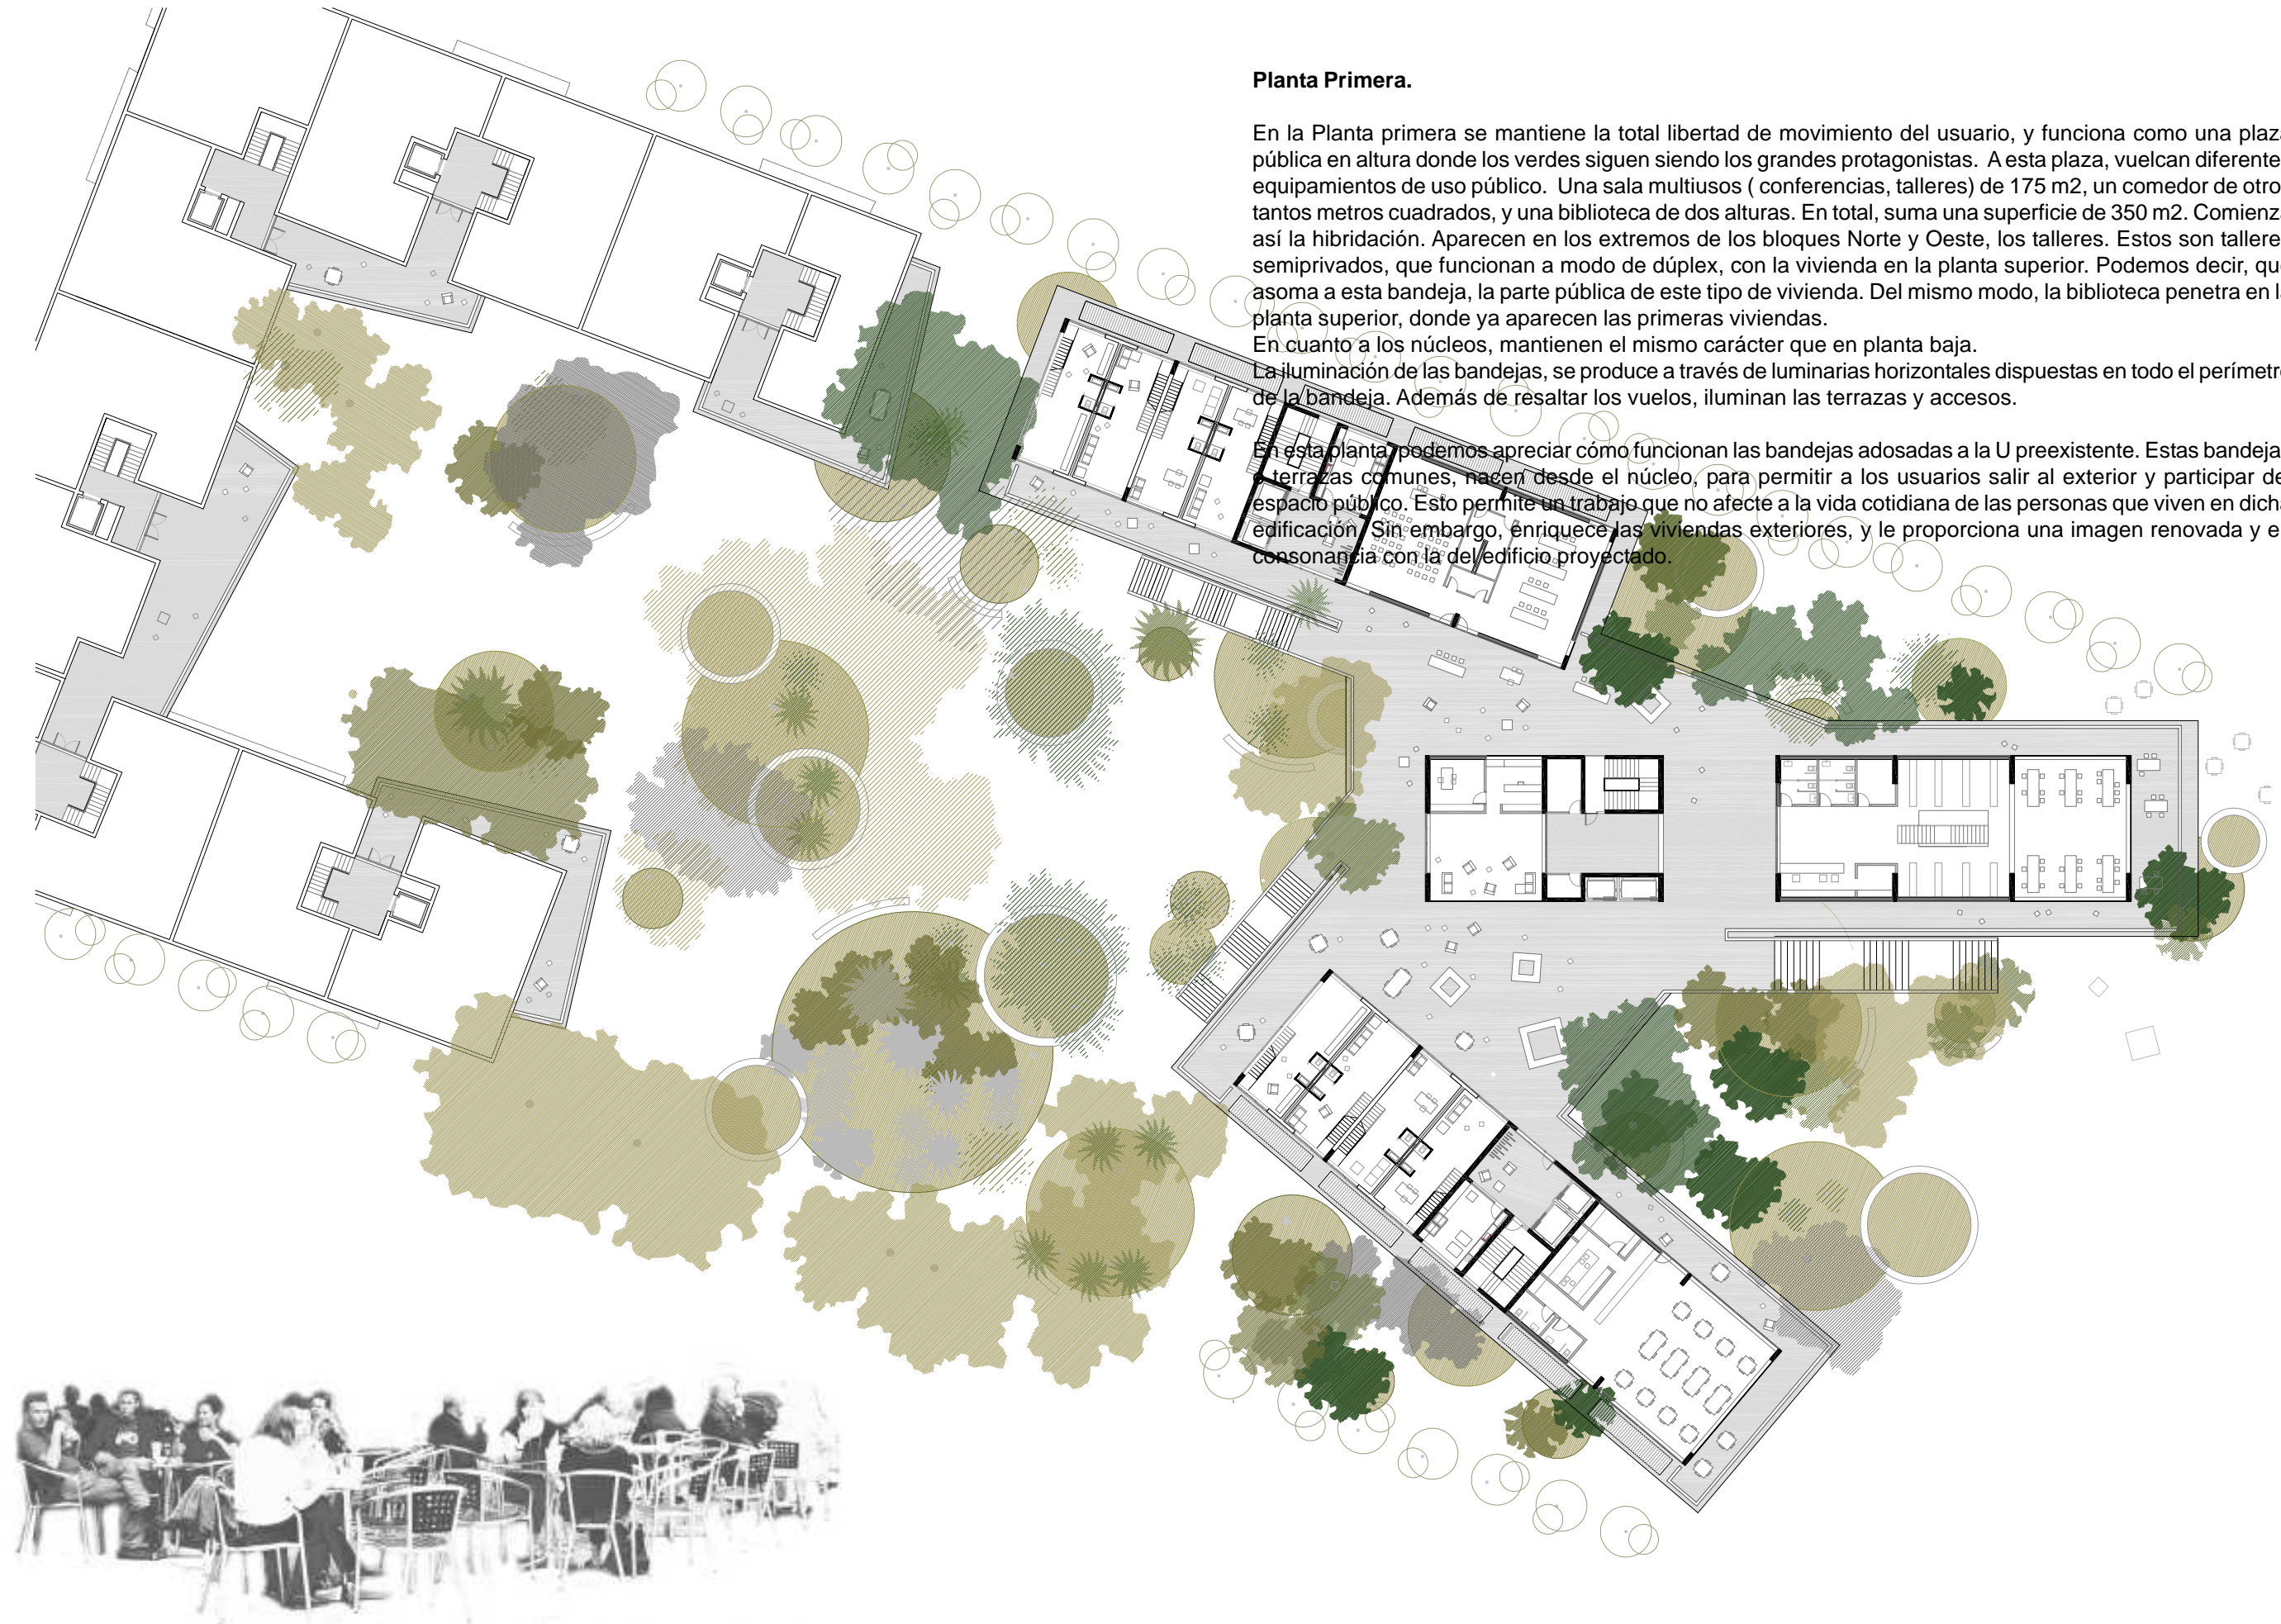 Planta Primera.
En la Planta primera se mantiene la total libertad de movimiento del usuario, y funciona como una plaza
pública en altura donde los verdes siguen siendo los grandes protagonistas. A esta plaza, vuelcan diferente
equipamientos de uso público. Una sala multiusos ( conferencias, talleres) de 175 m2, un comedor de otro
tantos metros cuadrados, y una biblioteca de dos alturas. En total, suma una superficie de 350 m2. Comienz
así la hibridación. Aparecen en los extremos de los bloques Norte y Oeste, los talleres. Estos son tallere
semiprivados, que funcionan a modo de dúplex, con la vivienda en la planta superior. Podemos decir, qu
asoma a esta bandeja, la parte pública de este tipo de vivienda. Del mismo modo, la biblioteca penetra en l
planta superior, donde ya aparecen las primeras viviendas.
En cuanto a los núcleos, mantienen el mismo carácter que en planta baja.
La iluminación de las bandejas, se produce a través de luminarias horizontales dispuestas en todo el perímetr
de la bandeja. Además de resaltar los vuelos, iluminan las terrazas y accesos.
En esta planta, podemos apreciar cómo funcionan las bandejas adosadas a la U preexistente. Estas bandeja
o terrazas comunes, nacen desde el núcleo, para permitir a los usuarios salir al exterior y participar de
espacio público. Esto permite un trabajo que no afecte a la vida cotidiana de las personas que viven en dich
edificación. Sin embargo, enriquece las viviendas exteriores, y le proporciona una imagen renovada y e
consonancia con la del edificio proyectado.